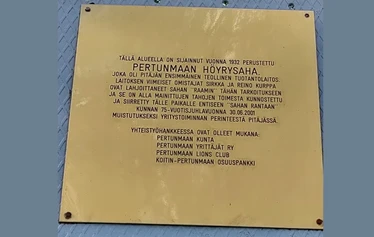 TÄLLÄ ALUEELLA ON SIJAINNUT VUONNA 1932 PERUSTETTU
PERTUNMAAN HÖYRYSAHA,
JOKA OLI PITÄJÄN ENSIMMÄINEN TEOLLINEN TUOTANTOLAITOS.
LAITOKSEN VIIMEISET OMISTAJAT SIRKKA JA REINO KURPPA
OVAT LAHJOITTANEET SAHAN "RAAMIN" TÄHÄN TARKOITUKSEEN
JA SE ON ALLA MAINITTUJEN TAHOJEN TOIMESTA KUNNOSTETTU
JA SIIRRETTY TÄLLE PAIKALLE ENTISEEN "SAHAN RANTAAN"
KUNNAN 75-VUOTISJUHLAVUONNA 30.06.2001
MUISTUTUKSEKSI YRITYSTOIMINNAN PERINTEESTÄ PITÄJÄSSÄ.
YHTEISTYÖHANKKEESSA OVAT OLLEET MUKANA:
PERTUNMAAN KUNTA
PERTUNMAAN YRITTÄJÄT RY
PERTUNMAAN LIONS CLUB
KOITIN-PERTUNMAAN OSUUSPANKKI